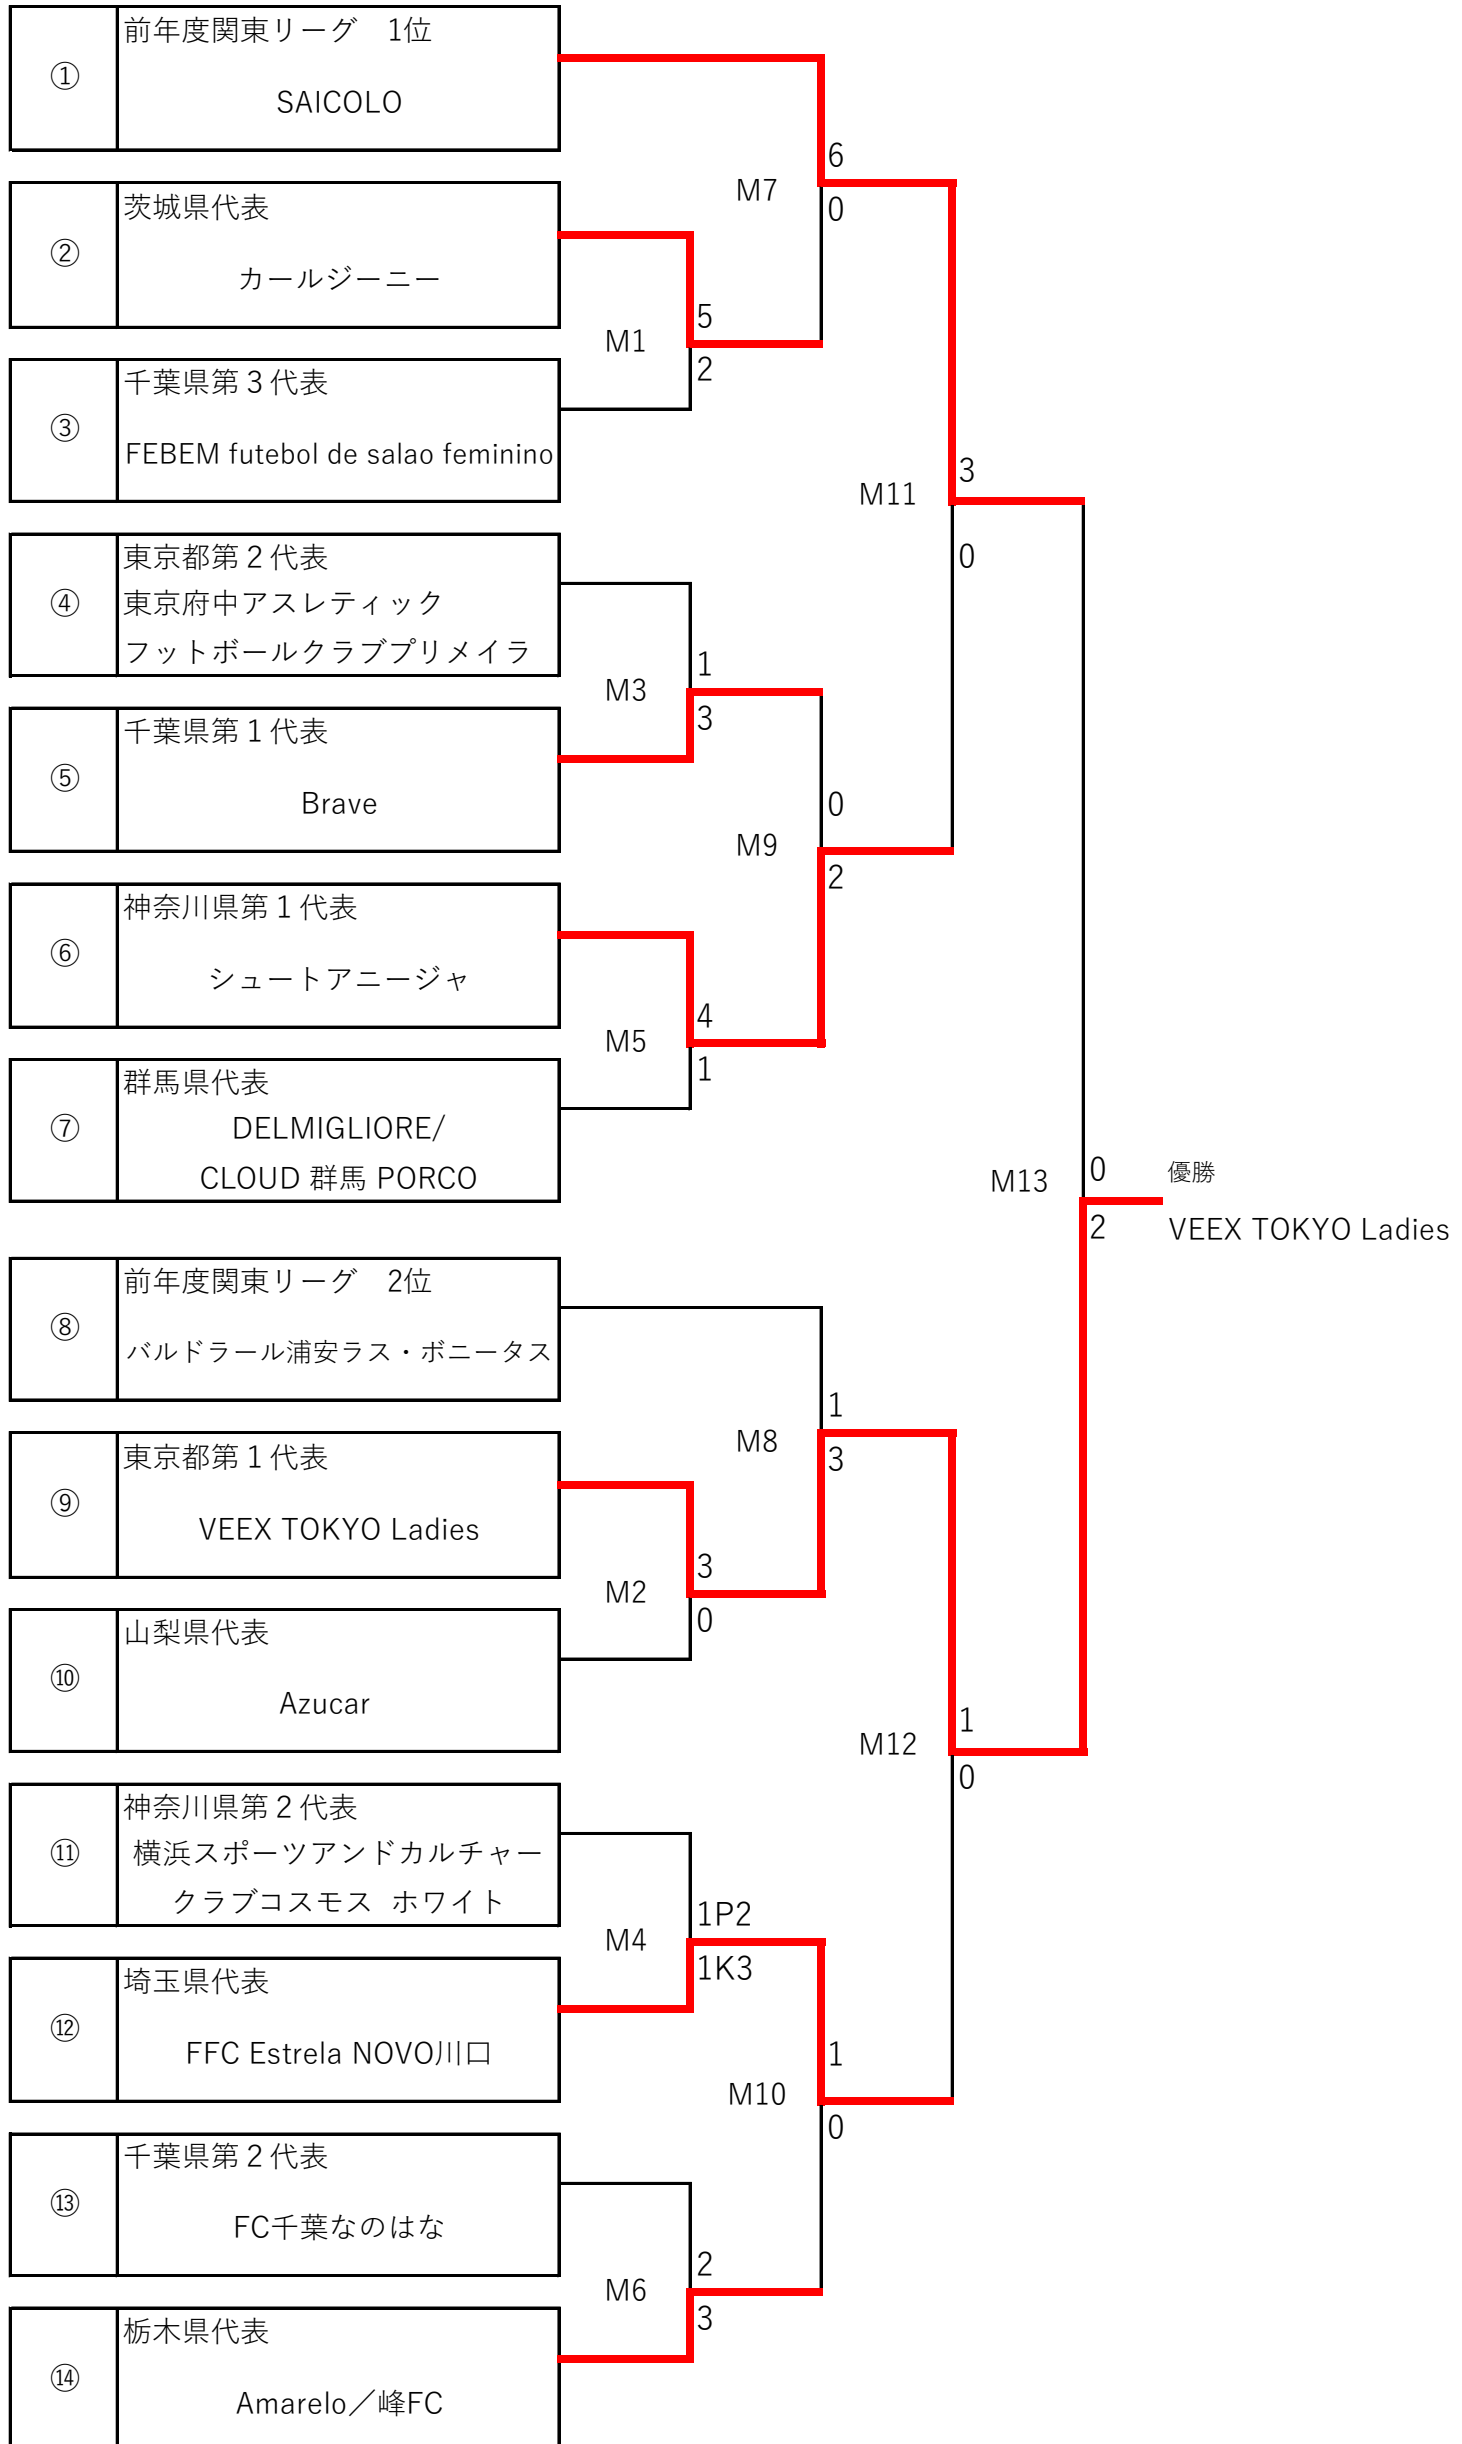 前年度関東リーグ　1位
①
SAICOLO
6
M7
0
茨城県代表
②
カールジーニー
5
M1
2
千葉県第３代表
③
FEBEM futebol de salao feminino
3
M11
0
東京都第２代表
④
東京府中アスレティック
フットボールクラブプリメイラ
1
M3
3
千葉県第１代表
⑤
Brave
0
M9
2
神奈川県第１代表
⑥
シュートアニージャ
4
M5
1
群馬県代表
⑦
DELMIGLIORE/
CLOUD 群馬 PORCO
0
M13
2
優勝
VEEX TOKYO Ladies
前年度関東リーグ　2位
⑧
バルドラール浦安ラス・ボニータス
1
M8
3
東京都第１代表
⑨
VEEX TOKYO Ladies
3
M2
0
山梨県代表
⑩
Azucar
1
M12
0
神奈川県第２代表
⑪
横浜スポーツアンドカルチャー
クラブコスモス ホワイト
1P2
M4
1K3
埼玉県代表
⑫
FFC Estrela NOVO川口
1
M10
0
千葉県第２代表
⑬
FC千葉なのはな
2
M6
3
栃木県代表
⑭
Amarelo／峰FC